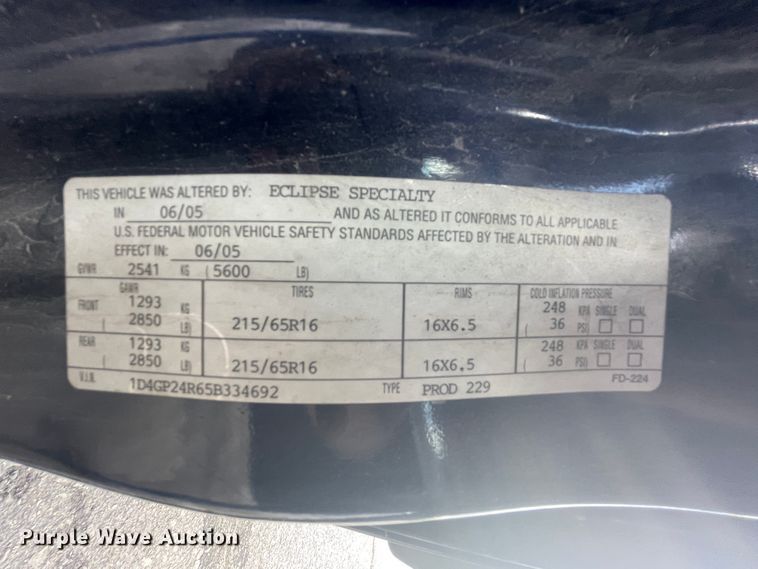 THIS VEHICLE WAS ALTERED BY: ECLIPSE SPECIALTY
IN 06/05 AND AS ALTERED IT CONFORMS TO ALL APPLICABLE
U.S. FEDERAL MOTOR VEHICLE SAFETY STANDARDS AFFECTED BY THE ALTERATION AND IN
EFFECT IN: 06/05
GVWR 2541 KG ( 5600 LB)
GAWR TIRES RIMS COLD INFLATION PRESSURE
FRONT 1293 KG 248 KPA SINGLE DUAL
( 2850 LB) 215/65R16 16X6.5 ( 36 PSI)
REAR 1293 KG 248 KPA SINGLE DUAL
( 2850 LB) 215/65R16 16X6.5 ( 36 PSI)
V.I.N. 1D4GP24R65B334692 TYPE PROD 229 FD-224
Purple Wave Auction